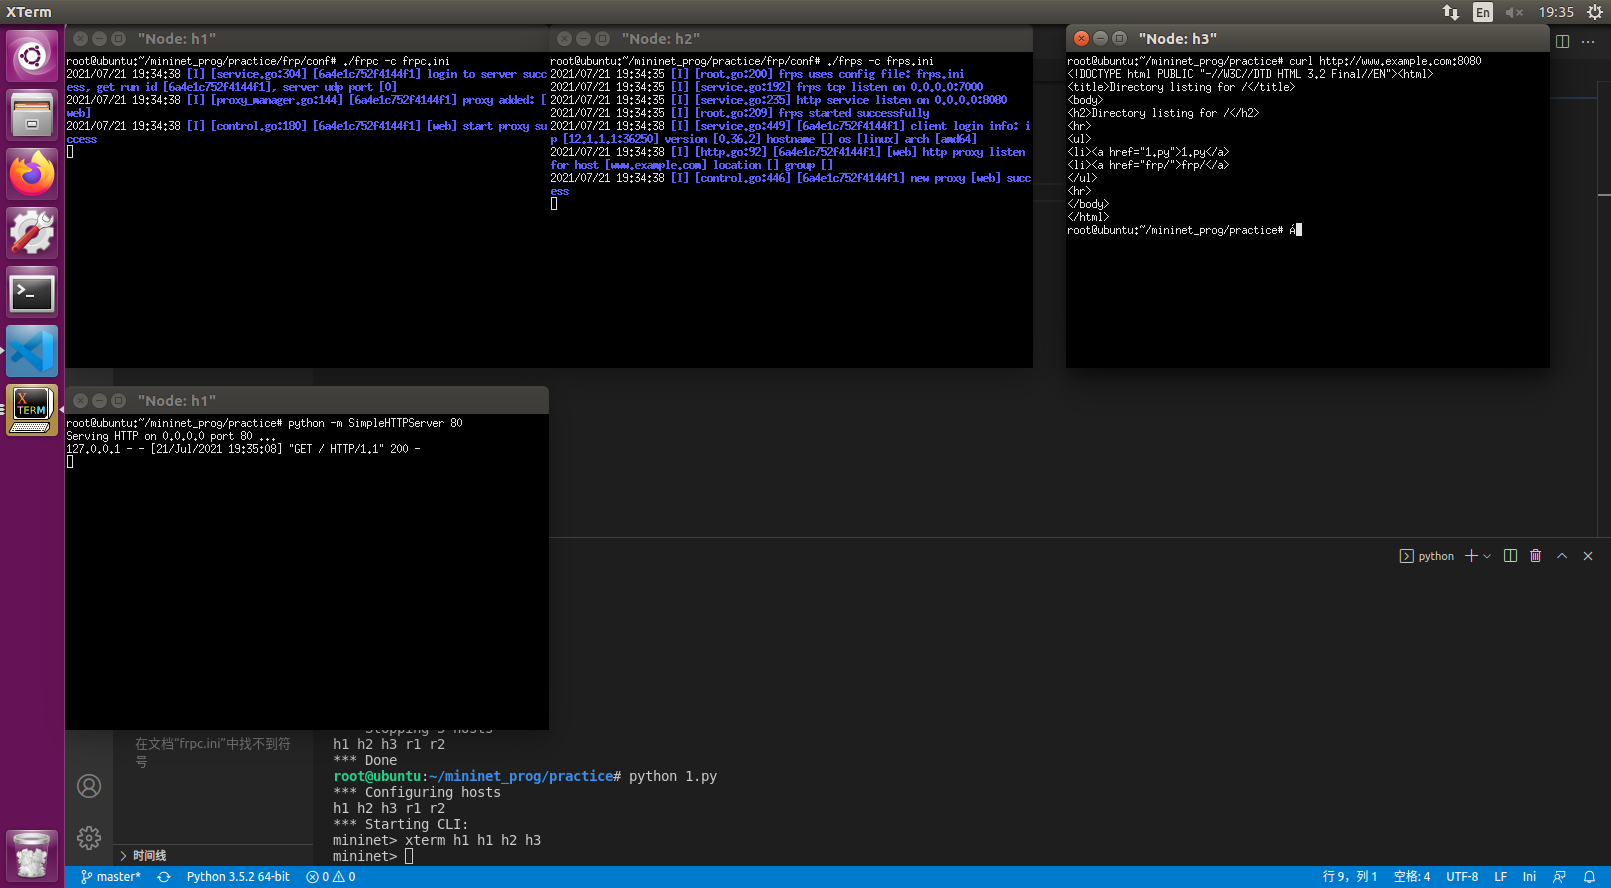 XTerm
En
19:35
"Node: h1"
root@ubuntu:~/mininet_prog/practice/frp/conf# ./frpc -c frpc.ini
2021/07/21 19:34:38 [I] [service.go:304] [6a4e1c752f4144f1] login to server succ
ess, get run id [6a4e1c752f4144f1], server udp port [0]
2021/07/21 19:34:38 [I] [proxy_manager.go:144] [6a4e1c752f4144f1] proxy added: [
web]
2021/07/21 19:34:38 [I] [control.go:180] [6a4e1c752f4144f1] [web] start proxy su
ccess
"Node: h2"
root@ubuntu:~/mininet_prog/practice/frp/conf# ./frps -c frps.ini
2021/07/21 19:34:35 [I] [root.go:200] frps uses config file: frps.ini
2021/07/21 19:34:35 [I] [service.go:192] frps tcp listen on 0.0.0.0:7000
2021/07/21 19:34:35 [I] [service.go:235] http service listen on 0.0.0.0:8080
2021/07/21 19:34:35 [I] [root.go:209] frps started successfully
2021/07/21 19:34:38 [I] [service.go:449] [6a4e1c752f4144f1] client login info: i
p [12.1.1.1:36250] version [0.36.2] hostname [] os [linux] arch [amd64]
2021/07/21 19:34:38 [I] [http.go:92] [6a4e1c752f4144f1] [web] http proxy listen
for host [www.example.com] location [] group []
2021/07/21 19:34:38 [I] [control.go:446] [6a4e1c752f4144f1] new proxy [web] succ
ess
"Node: h3"
root@ubuntu:~/mininet_prog/practice# curl http://www.example.com:8080
<!DOCTYPE html PUBLIC "-//W3C//DTD HTML 3.2 Final//EN"><html>
<title>Directory listing for /</title>
<body>
<h2>Directory listing for /</h2>
<hr>
<ul>
<li><a href="1.py">1.py</a>
<li><a href="frp/">frp/</a>
</ul>
<hr>
</body>
</html>
root@ubuntu:~/mininet_prog/practice# Á
"Node: h1"
root@ubuntu:~/mininet_prog/practice# python -m SimpleHTTPServer 80
Serving HTTP on 0.0.0.0 port 80 ...
127.0.0.1 - - [21/Jul/2021 19:35:08] "GET / HTTP/1.1" 200 -
X
TERM
python
在文档"frpc.ini"中找不到符
号
时间线
*** Stopping 3 hosts
h1 h2 h3 r1 r2
*** Done
root@ubuntu:~/mininet_prog/practice# python 1.py
*** Configuring hosts
h1 h2 h3 r1 r2
*** Starting CLI:
mininet> xterm h1 h1 h2 h3
mininet>
master*
Python 3.5.2 64-bit
0
0
行 9，列 1
空格: 4
UTF-8
LF
Ini